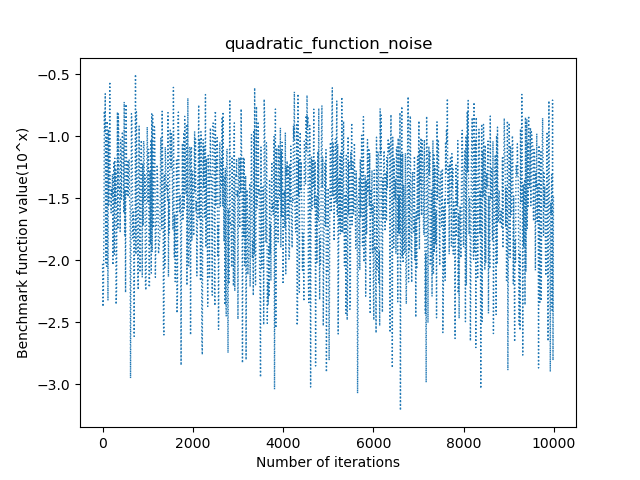 quadratic_function_noise
Benchmark function value(10^x)
−0.5
−1.0
−1.5
−2.0
−2.5
−3.0
0 2000 4000 6000 8000 10000
Number of iterations